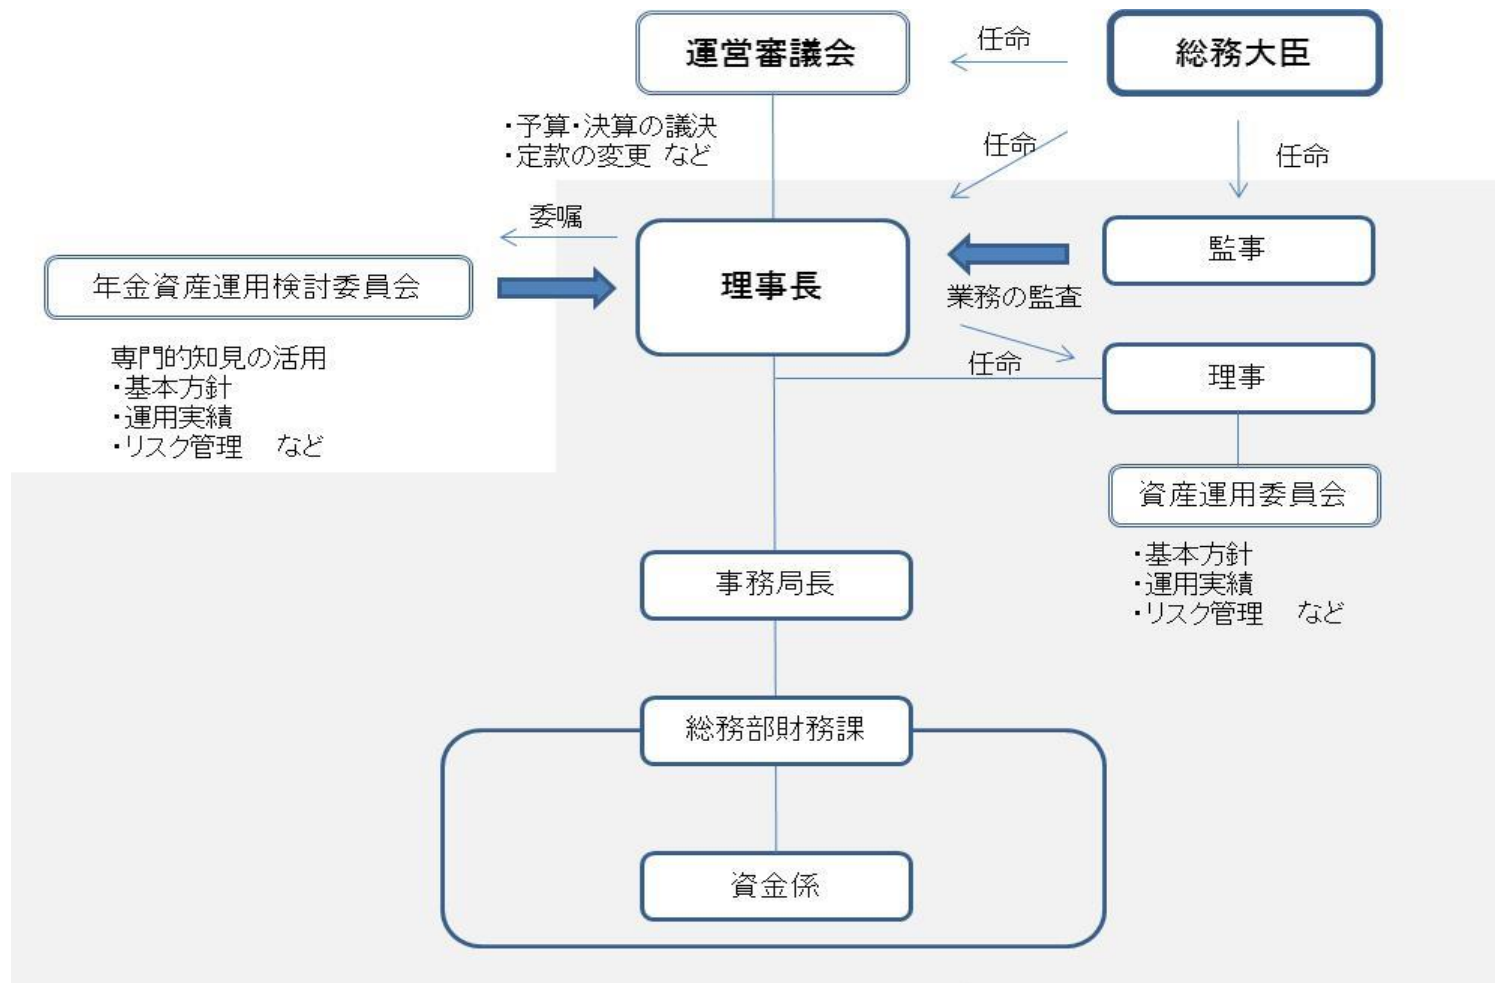 運営審議会
任命
総務大臣
・予算・決算の議決
・定款の変更 など
任命
任命
委嘱
年金資産運用検討委員会
理事長
監事
業務の監査
専門的知見の活用
・基本方針
・運用実績
・リスク管理 など
任命
理事
資産運用委員会
・基本方針
・運用実績
・リスク管理 など
事務局長
総務部財務課
資金係